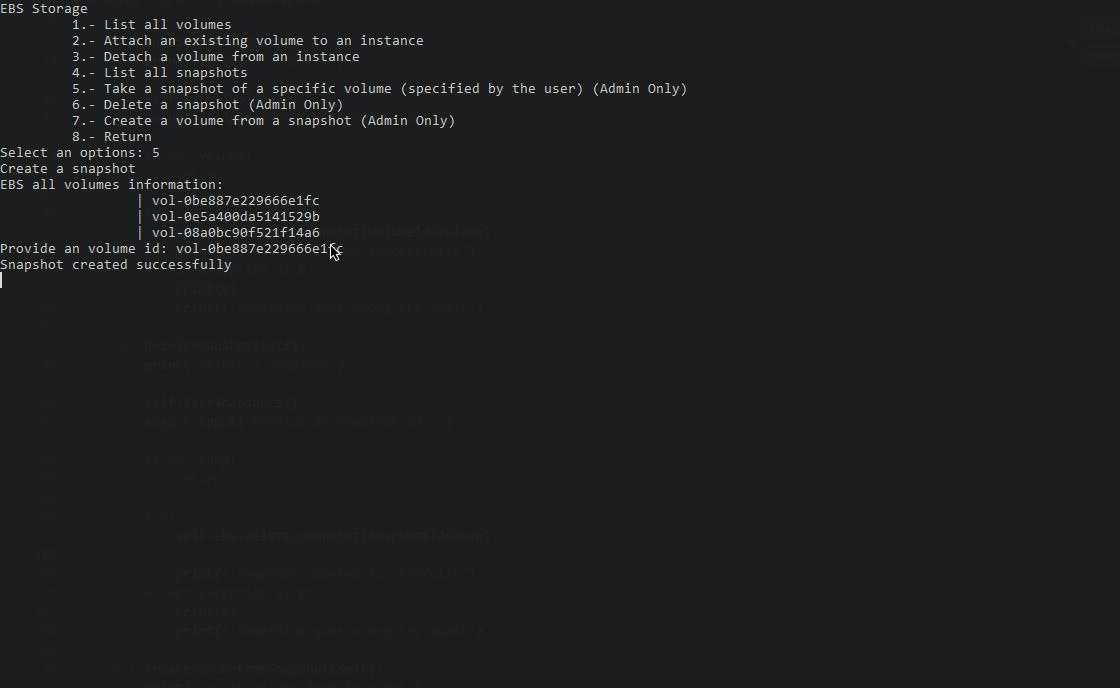 EBS Storage
1.- List all volumes
2.- Attach an existing volume to an instance
3.- Detach a volume from an instance
4.- List all snapshots
5.- Take a snapshot of a specific volume (specified by the user) (Admin Only)
6.- Delete a snapshot (Admin Only)
7.- Create a volume from a snapshot (Admin Only)
8.- Return
Select an options: 5
Create a snapshot
EBS all volumes information:
| vol-0be887e229666e1fc
| vol-0e5a400da5141529b
| vol-08a0bc90f521f14a6
Provide an volume id: vol-0be887e229666e1fc
Snapshot created successfully